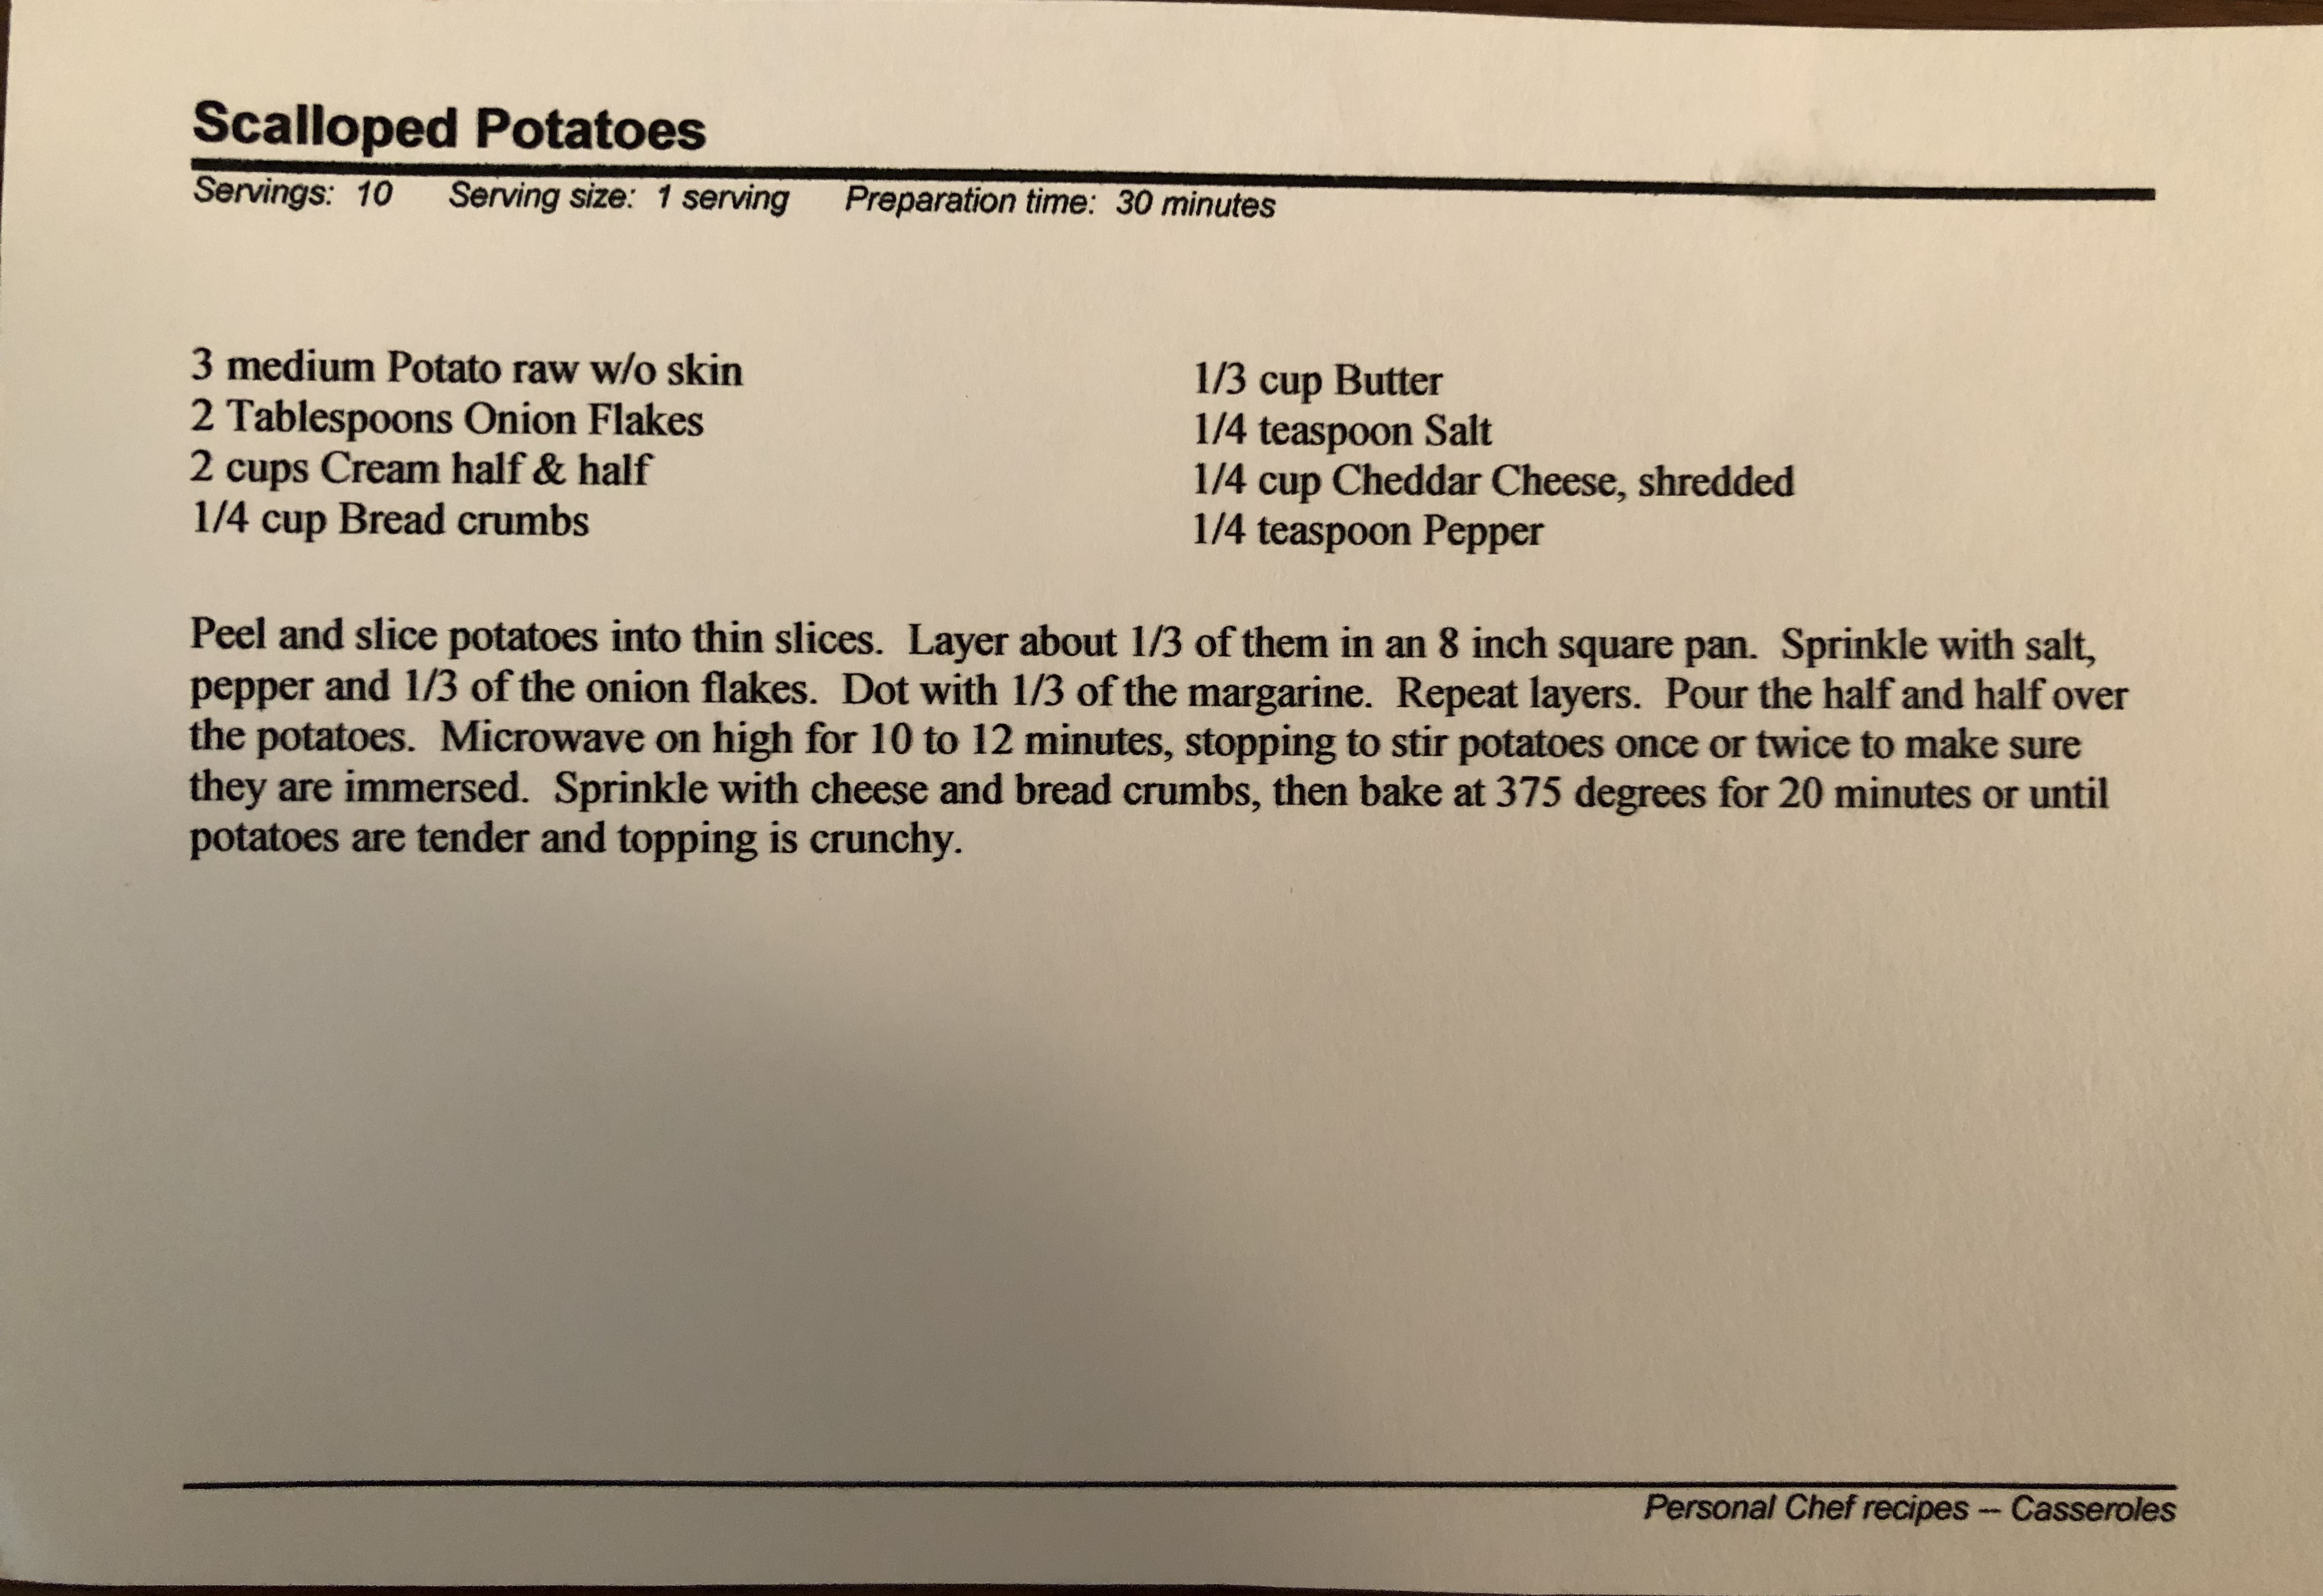 Scalloped Potatoes
Servings: 10 Serving size: 1 serving Preparation time: 30 minutes
3 medium Potato raw w/o skin
2 Tablespoons Onion Flakes
2 cups Cream half & half
1/4 cup Bread crumbs
1/3 cup Butter
1/4 teaspoon Salt
1/4 cup Cheddar Cheese, shredded
1/4 teaspoon Pepper
Peel and slice potatoes into thin slices. Layer about 1/3 of them in an 8 inch square pan. Sprinkle with salt,
pepper and 1/3 of the onion flakes. Dot with 1/3 of the margarine. Repeat layers. Pour the half and half over
the potatoes. Microwave on high for 10 to 12 minutes, stopping to stir potatoes once or twice to make sure
they are immersed. Sprinkle with cheese and bread crumbs, then bake at 375 degrees for 20 minutes or until
potatoes are tender and topping is crunchy.
Personal Chef recipes -- Casseroles